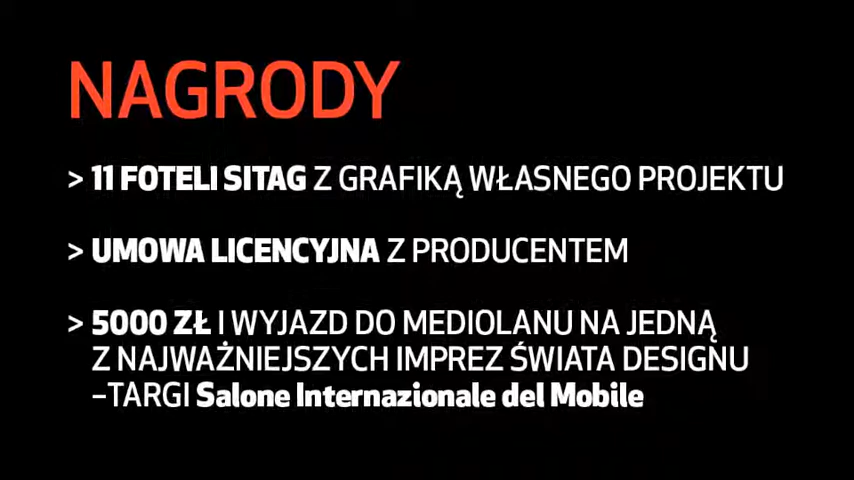 NAGRODY
> 11 FOTELI SITAG Z GRAFIKĄ WŁASNEGO PROJEKTU
> UMOWA LICENCYJNA Z PRODUCENTEM
> 5000 ZŁ I WYJAZD DO MEDIOLANU NA JEDNĄ
Z NAJWAŻNIEJSZYCH IMPREZ ŚWIATA DESIGNU
–TARGI Salone Internazionale del Mobile